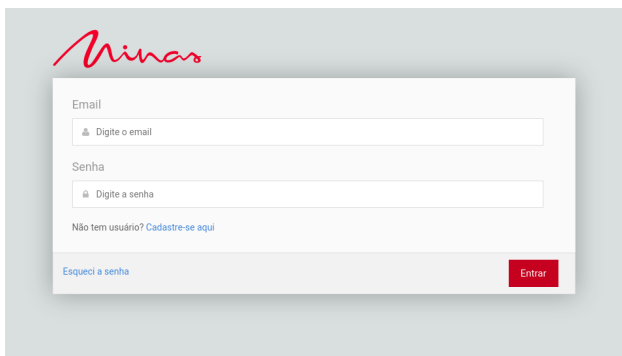 Minas
Email
Digite o email
Senha
Digite a senha
Não tem usuário? Cadastre-se aqui
Esqueci a senha
Entrar